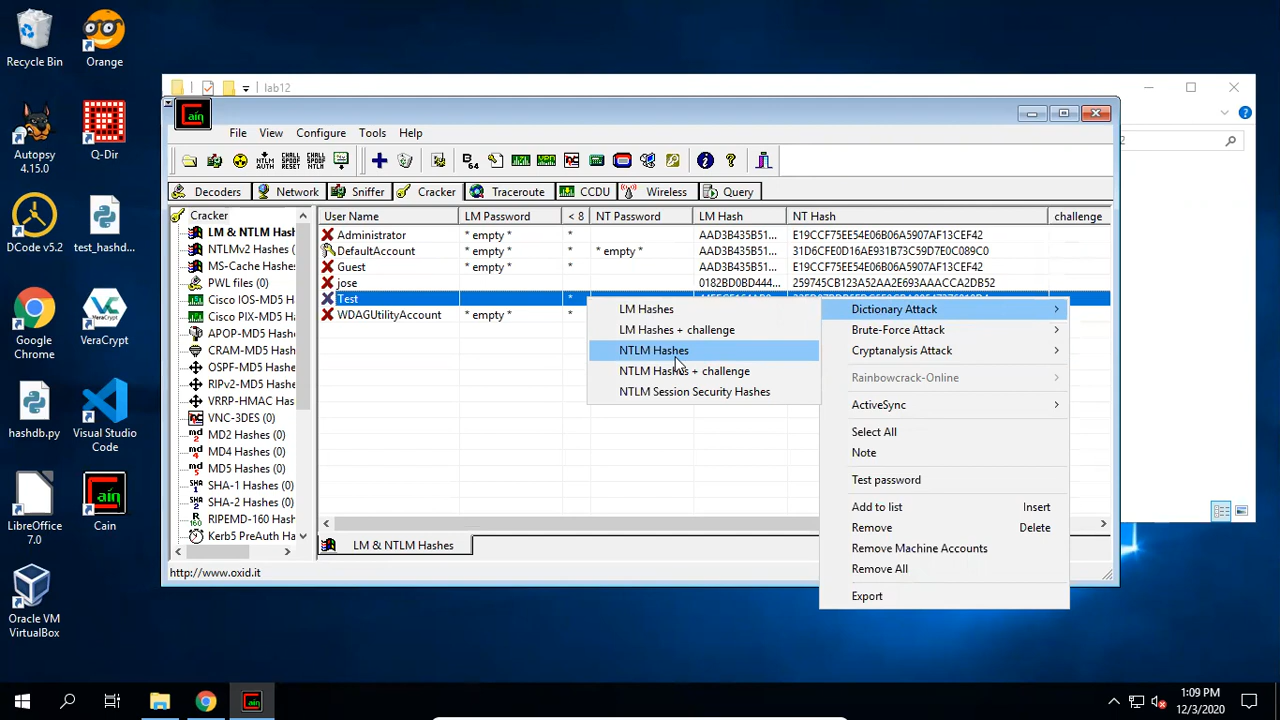 Recycle Bin
Orange
Autopsy
4.15.0
Q-Dir
DCode v5.2
test_hashd...
Google
Chrome
VeraCrypt
hashdb.py
Visual Studio
Code
LibreOffice
7.0
Cain
Oracle VM
VirtualBox
lab12
File View Configure Tools Help
Decoders Network Sniffer Cracker Traceroute CCDU Wireless Query
Cracker
LM & NTLM Hash
NTLMv2 Hashes
MS-Cache Hashe
PWL files (0)
Cisco IOS-MD5 H
Cisco PIX-MD5 H
APOP-MD5 Hash
CRAM-MD5 Hash
OSPF-MD5 Hash
RIPv2-MD5 Hash
VRRP-HMAC Has
VNC-3DES (0)
MD2 Hashes (0)
MD4 Hashes (0)
MD5 Hashes (0)
SHA-1 Hashes (0)
SHA-2 Hashes (0)
RIPEMD-160 Hash
Kerb5 PreAuth Ha
User Name LM Password < 8 NT Password LM Hash NT Hash challenge
Administrator * empty * * AAD3B435B51... E19CCF75EE54E06B06A5907AF13CEF42
DefaultAccount * empty * * * empty * AAD3B435B51... 31D6CFE0D16AE931B73C59D7E0C089C0
Guest * empty * * AAD3B435B51... E19CCF75EE54E06B06A5907AF13CEF42
jose 0182BD0BD444... 259745CB123A52AA2E693AAACCA2DB52
Test *
WDAGUtilityAccount * empty * *
LM Hashes
LM Hashes + challenge
NTLM Hashes
NTLM Hashes + challenge
NTLM Session Security Hashes
Dictionary Attack
Brute-Force Attack
Cryptanalysis Attack
Rainbowcrack-Online
ActiveSync
Select All
Note
Test password
Add to list Insert
Remove Delete
Remove Machine Accounts
Remove All
Export
LM & NTLM Hashes
http://www.oxid.it
1:09 PM
12/3/2020